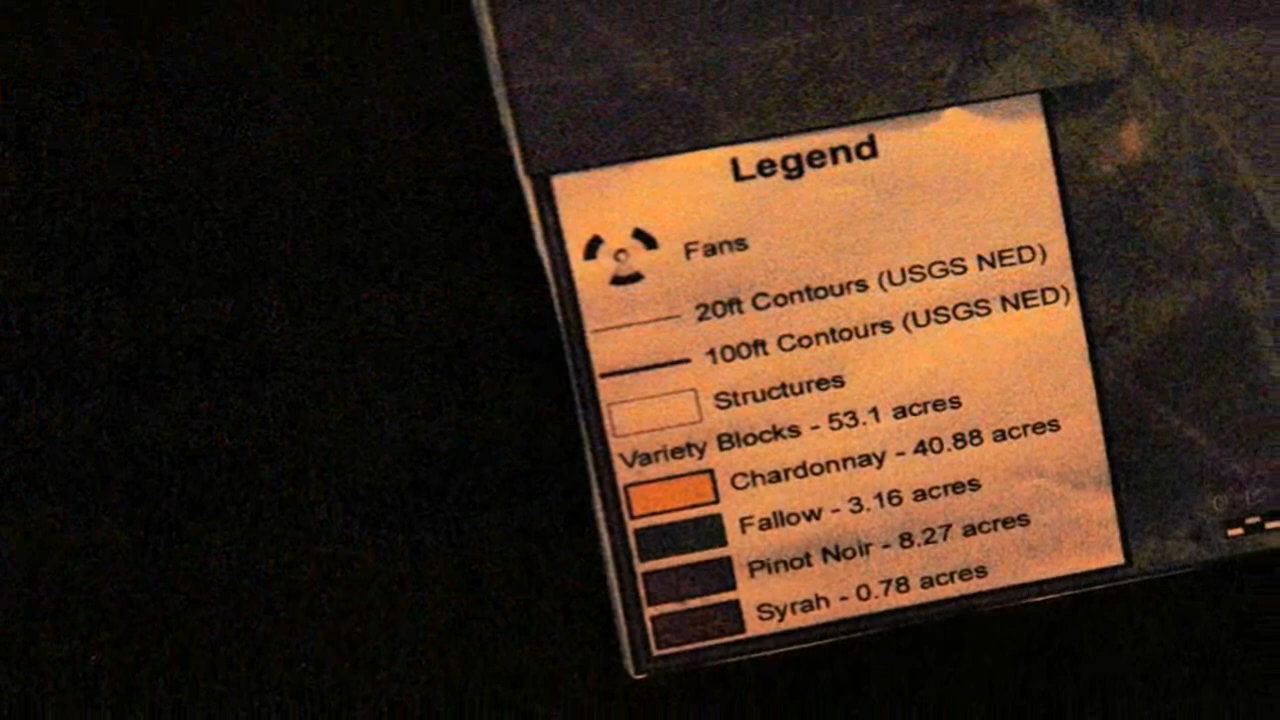 Legend
Fans
20ft Contours (USGS NED)
100ft Contours (USGS NED)
Structures
Variety Blocks - 53.1 acres
Chardonnay - 40.88 acres
Fallow - 3.16 acres
Pinot Noir - 8.27 acres
Syrah - 0.78 acres